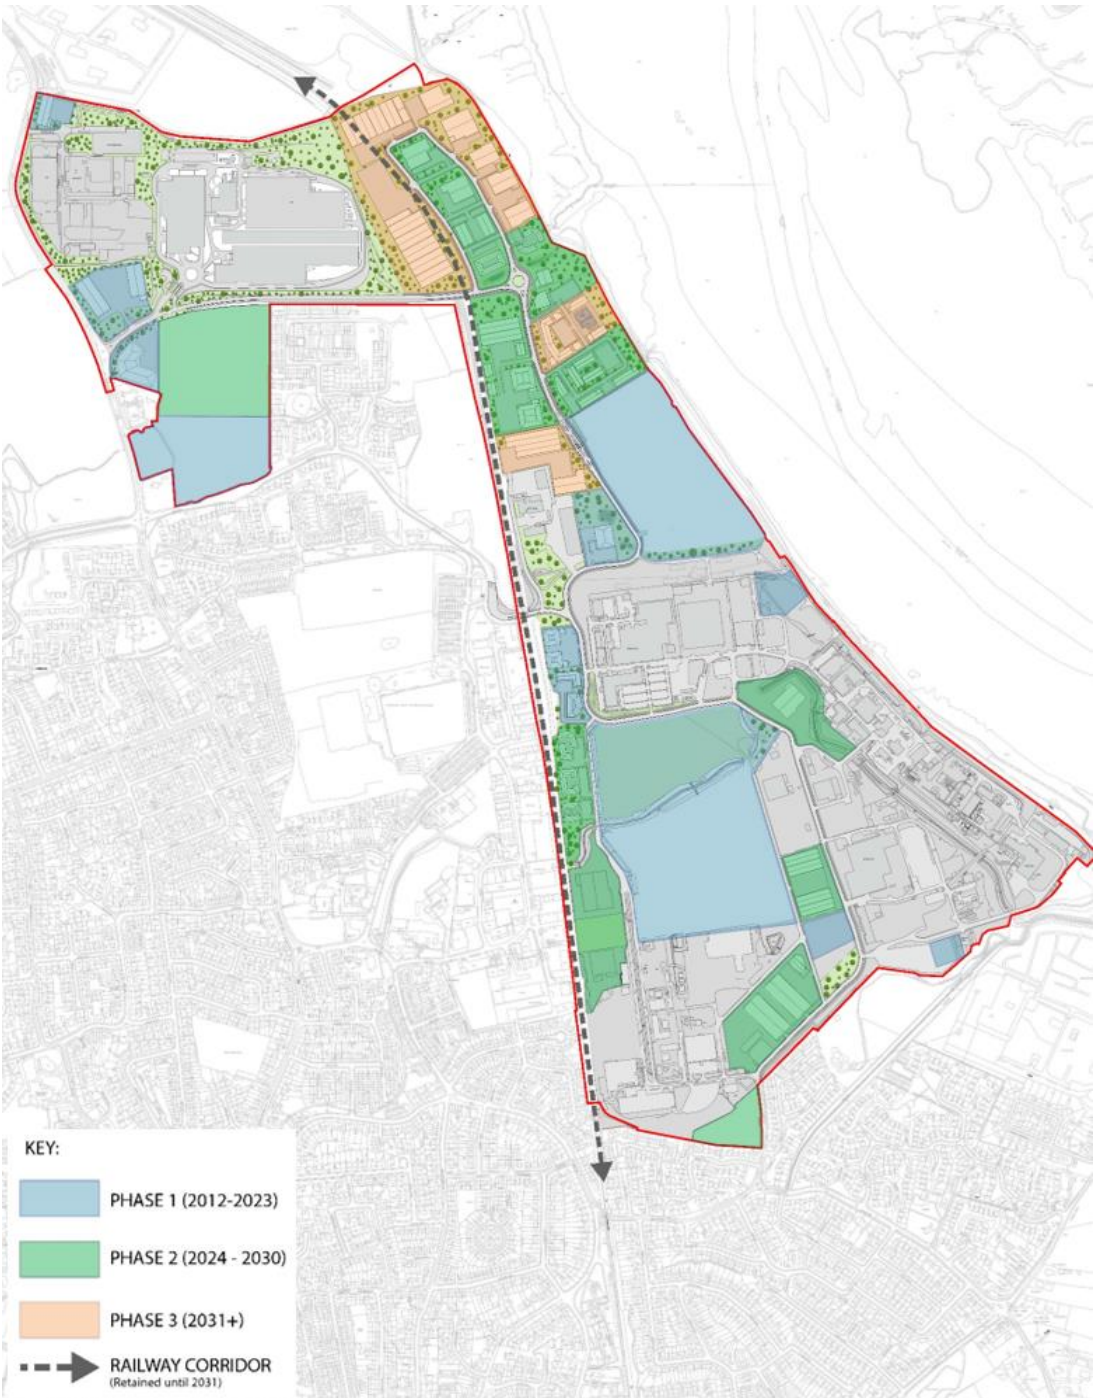 KEY:
PHASE 1 (2012-2023)
PHASE 2 (2024 - 2030)
PHASE 3 (2031+)
RAILWAY CORRIDOR
(Retained until 2031)